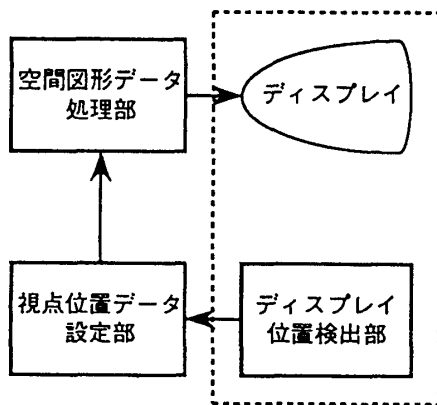 空間図形データ
処理部
ディスプレイ
視点位置データ
設定部
ディスプレイ
位置検出部